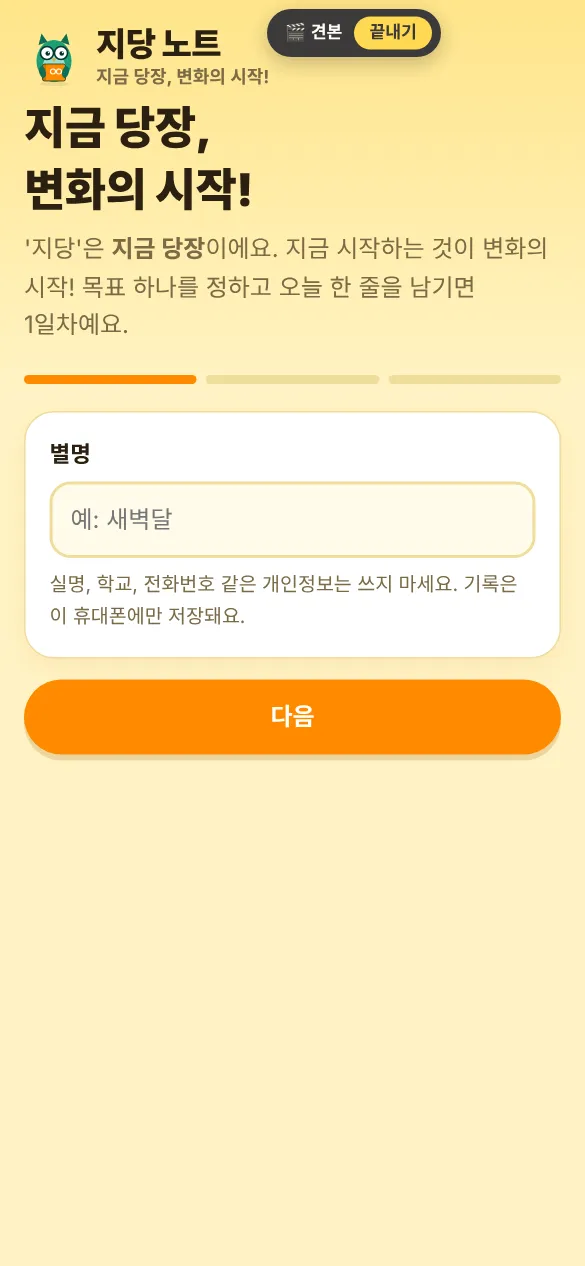 지당 노트
지금 당장, 변화의 시작!
🎬 견본 끝내기
지금 당장,
변화의 시작!
'지당'은 지금 당장이에요. 지금 시작하는 것이 변화의
시작! 목표 하나를 정하고 오늘 한 줄을 남기면
1일차예요.
별명
예: 새벽달
실명, 학교, 전화번호 같은 개인정보는 쓰지 마세요. 기록은
이 휴대폰에만 저장돼요.
다음